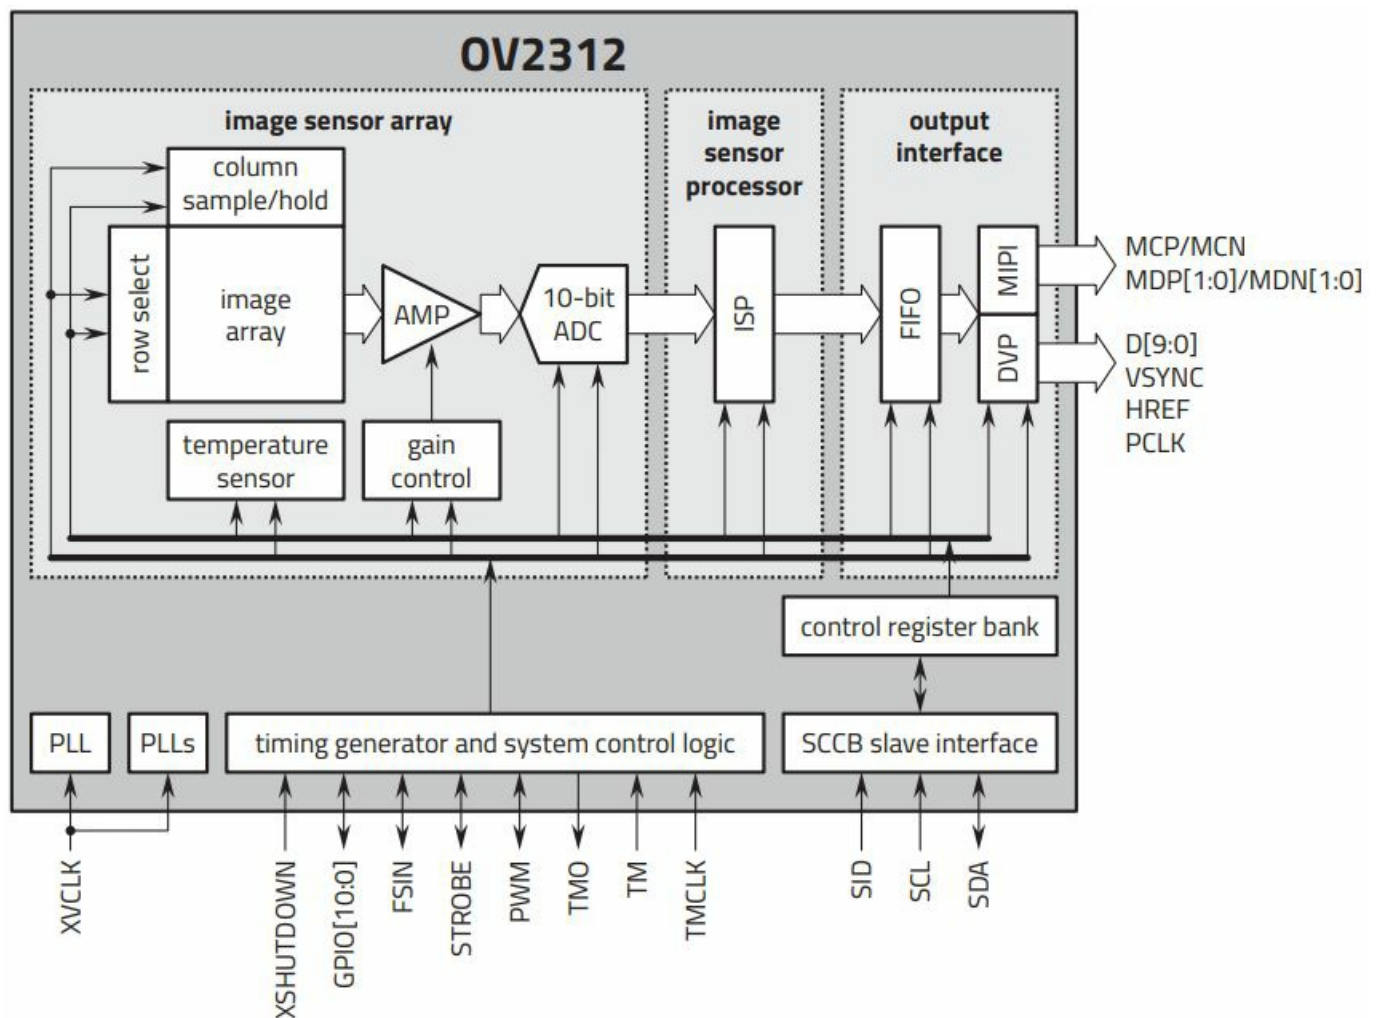 OV2312
image sensor array
image
sensor
processor
output
interface
column
sample/hold
row select
image
array
AMP
10-bit
ADC
ISP
FIFO
MIPI
DVP
MCP/MCN
MDP[1:0]/MDN[1:0]
D[9:0]
VSYNC
HREF
PCLK
temperature
sensor
gain
control
control register bank
PLL
PLLs
timing generator and system control logic
SCCB slave interface
XVCLK
XSHUTDOWN
GPIO[10:0]
FSIN
STROBE
PWM
TMO
TM
TMCLK
SID
SCL
SDA